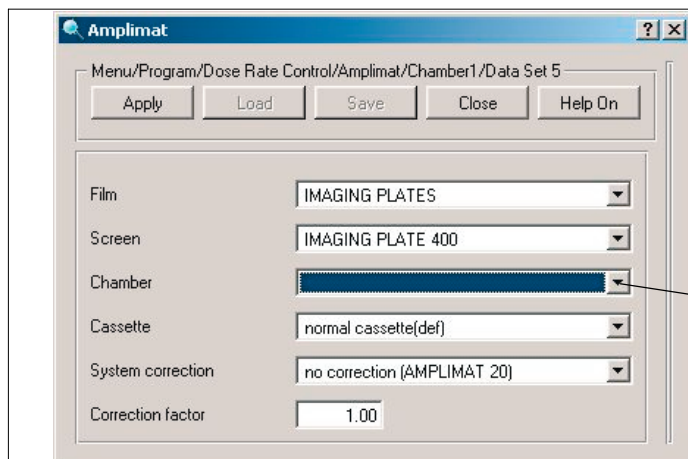 Amplimat
Menu/Program/Dose Rate Control/Amplimat/Chamber1/Data Set 5
Apply Load Save Close Help On
Film IMAGING PLATES
Screen IMAGING PLATE 400
Chamber
Cassette normal cassette(def)
System correction no correction (AMPLIMAT 20)
Correction factor 1.00